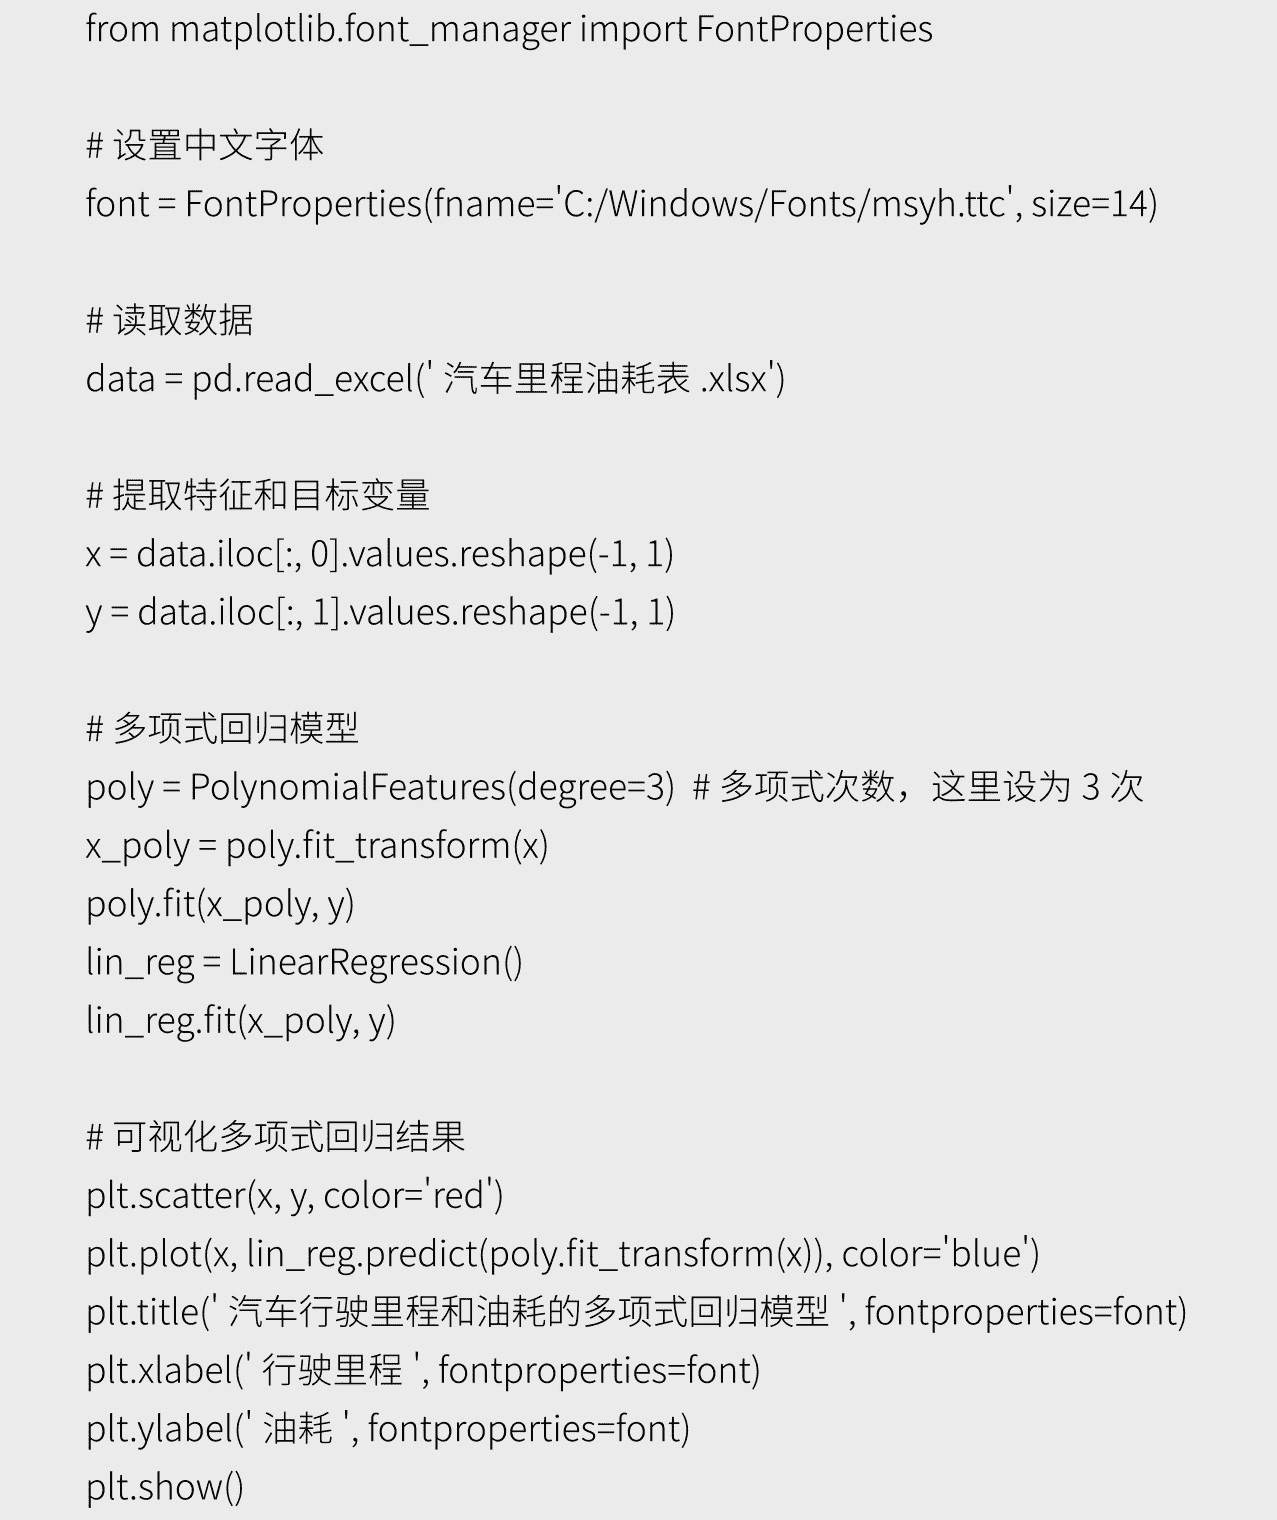 from matplotlib.font_manager import FontProperties
# 设置中文字体
font = FontProperties(fname='C:/Windows/Fonts/msyh.ttc', size=14)
# 读取数据
data = pd.read_excel(' 汽车里程油耗表 .xlsx')
# 提取特征和目标变量
x = data.iloc[:, 0].values.reshape(-1, 1)
y = data.iloc[:, 1].values.reshape(-1, 1)
# 多项式回归模型
poly = PolynomialFeatures(degree=3)  # 多项式次数，这里设为 3 次
x_poly = poly.fit_transform(x)
poly.fit(x_poly, y)
lin_reg = LinearRegression()
lin_reg.fit(x_poly, y)
# 可视化多项式回归结果
plt.scatter(x, y, color='red')
plt.plot(x, lin_reg.predict(poly.fit_transform(x)), color='blue')
plt.title(' 汽车行驶里程和油耗的多项式回归模型 ', fontproperties=font)
plt.xlabel(' 行驶里程 ', fontproperties=font)
plt.ylabel(' 油耗 ', fontproperties=font)
plt.show()